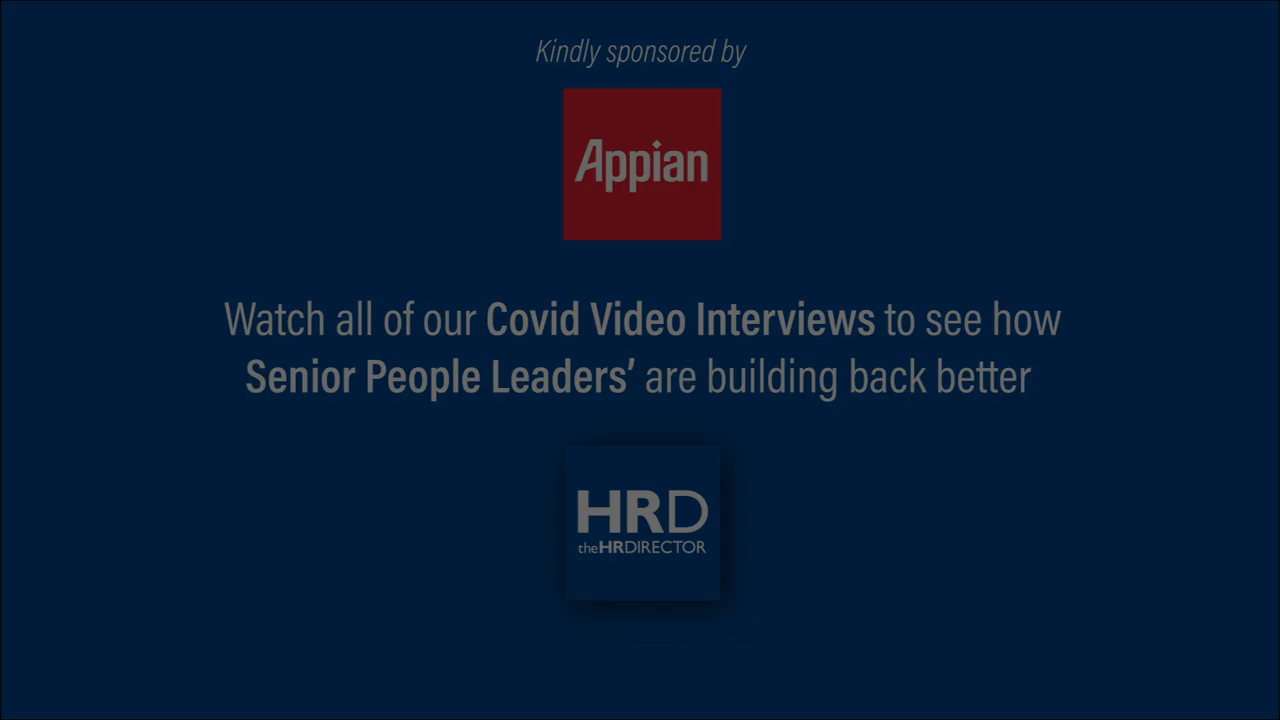 Kindly sponsored by
Appian
Watch all of our Covid Video Interviews to see how
Senior People Leaders’ are building back better
HRD
theHRDIRECTOR